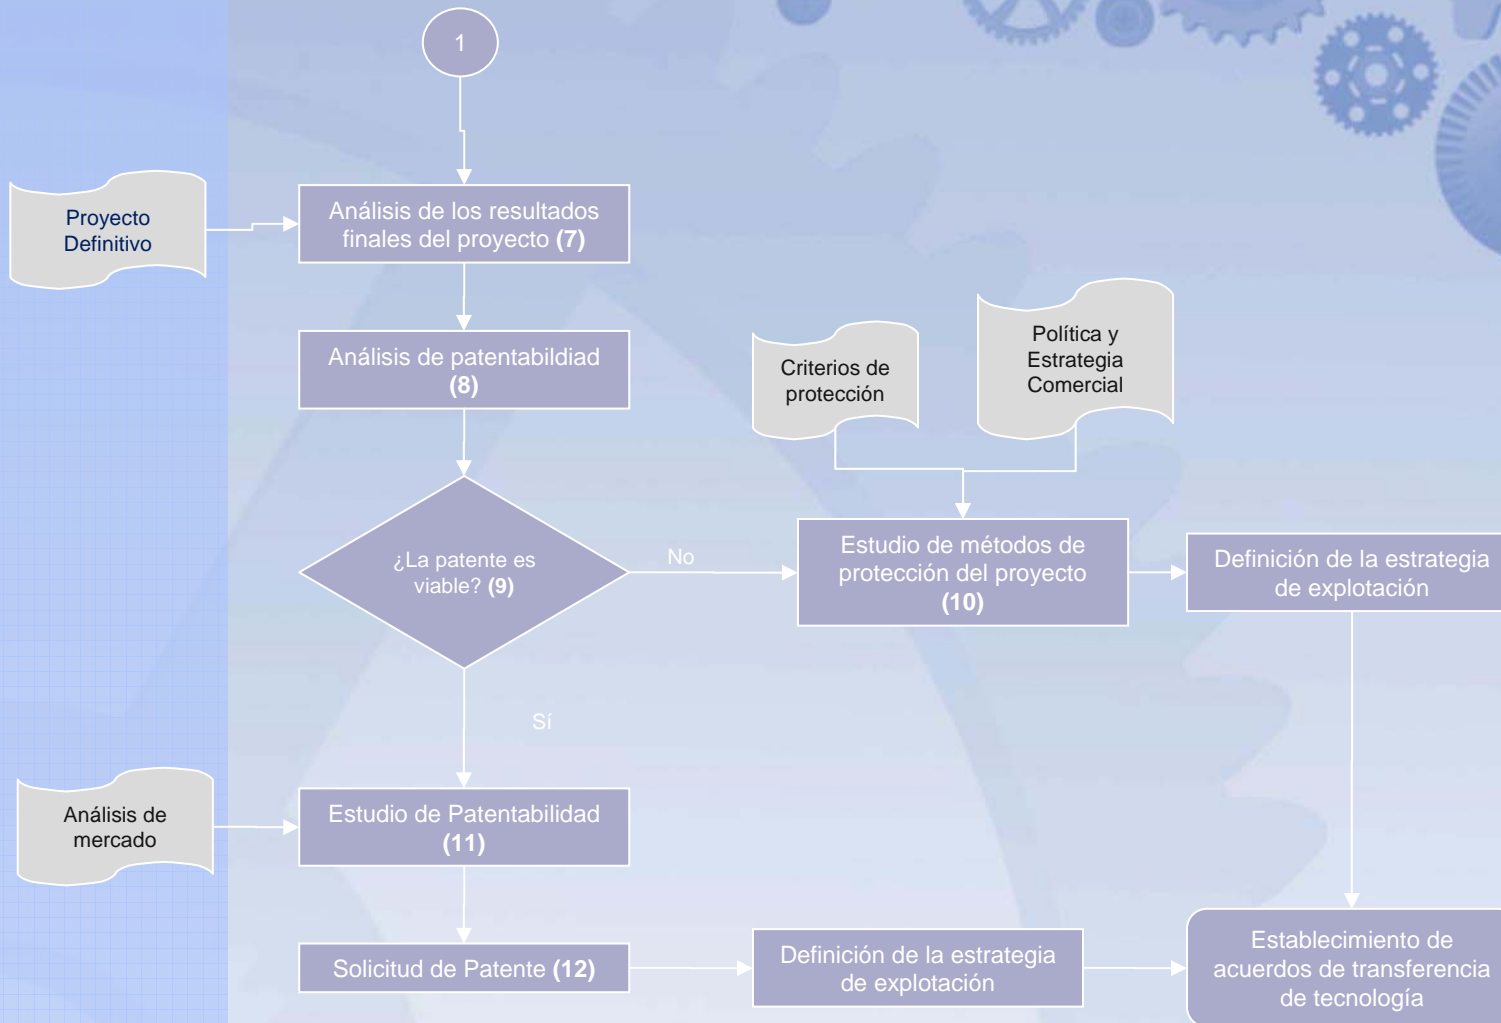 1
Proyecto
Definitivo
Análisis de los resultados
finales del proyecto (7)
Análisis de patentabildiad
(8)
Criterios de
protección
Política y
Estrategia
Comercial
¿La patente es
viable? (9)
No
Estudio de métodos de
protección del proyecto
(10)
Definición de la estrategia
de explotación
Sí
Análisis de
mercado
Estudio de Patentabilidad
(11)
Solicitud de Patente (12)
Definición de la estrategia
de explotación
Establecimiento de
acuerdos de transferencia
de tecnología